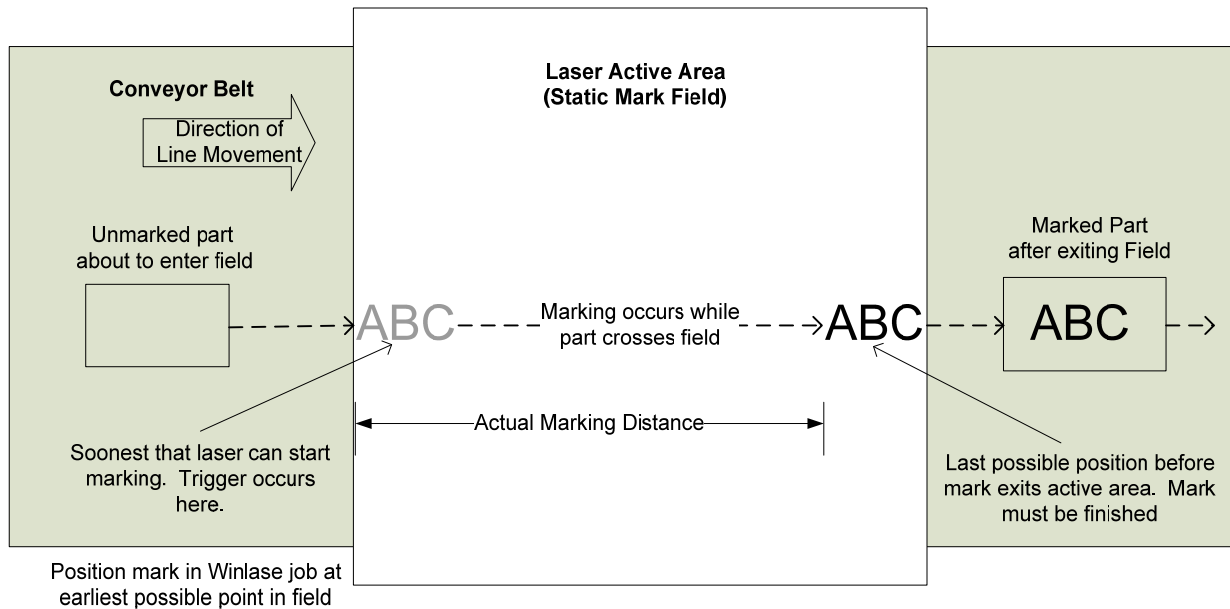 Conveyor Belt
Direction of
Line Movement
Laser Active Area
(Static Mark Field)
Unmarked part
about to enter field
Marked Part
after exiting Field
ABC
Marking occurs while
part crosses field
ABC
ABC
Actual Marking Distance
Soonest that laser can start
marking. Trigger occurs
here.
Last possible position before
mark exits active area. Mark
must be finished
Position mark in Winlase job at
earliest possible point in field